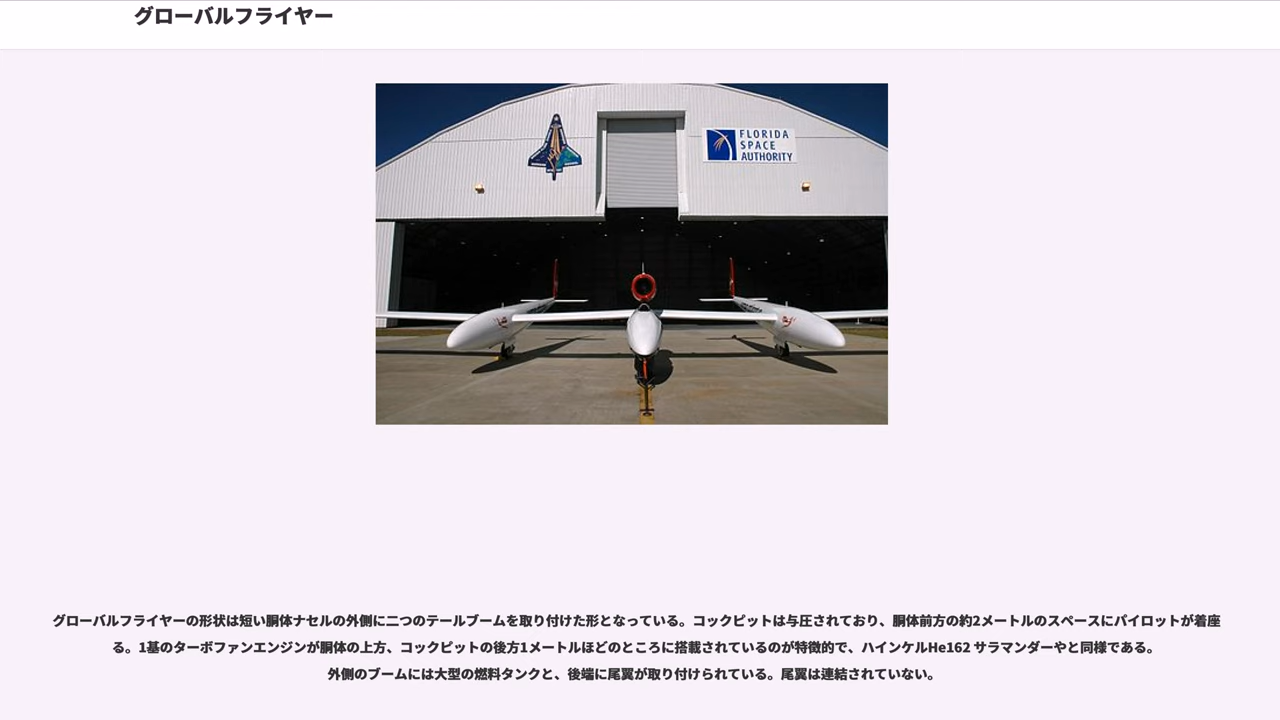 グローバルフライヤー
FLORIDA
SPACE
AUTHORITY
グローバルフライヤーの形状は短い胴体ナセルの外側に二つのテールブームを取り付けた形となっている。コックピットは与圧されており、胴体前方の約2メートルのスペースにパイロットが着座
る。1基のターボファンエンジンが胴体の上方、コックピットの後方1メートルほどのところに搭載されているのが特徴的で、ハインケルHe162 サラマンダーやと同様である。
外側のブームには大型の燃料タンクと、後端に尾翼が取り付けられている。尾翼は連結されていない。